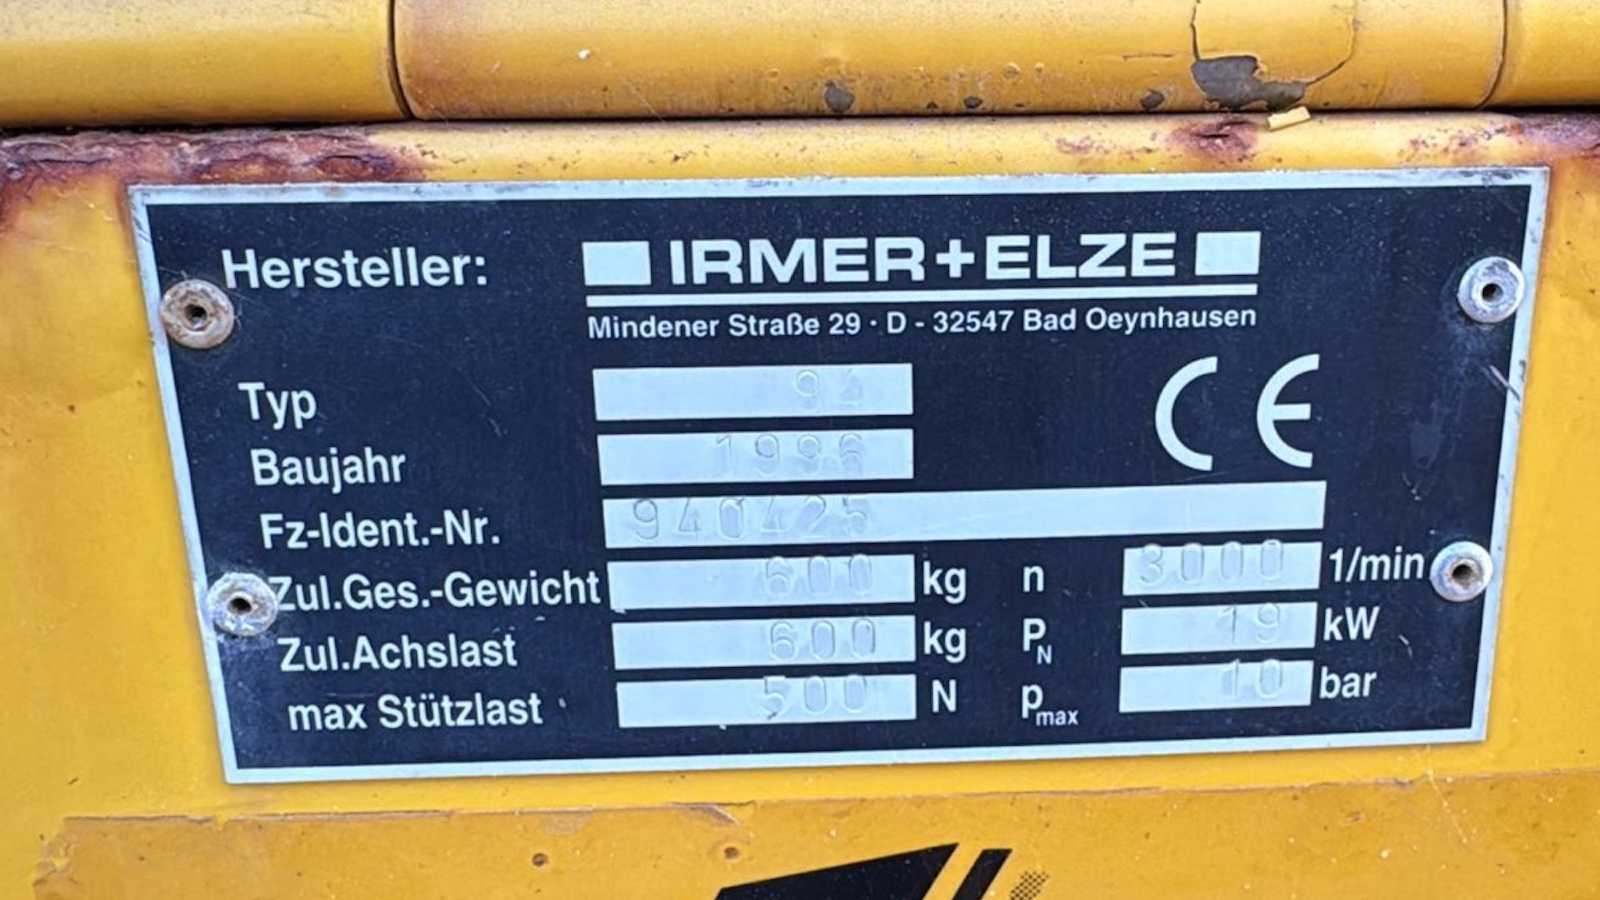 Hersteller: IRMER+ELZE
Mindener Straße 29 · D - 32547 Bad Oeynhausen
Typ 94
Baujahr 1996
CE
Fz-Ident.-Nr. 940425
Zul.Ges.-Gewicht 600 kg n 3000 1/min
Zul.Achslast 600 kg PN 19 kW
max Stützlast 500 N pmax 10 bar